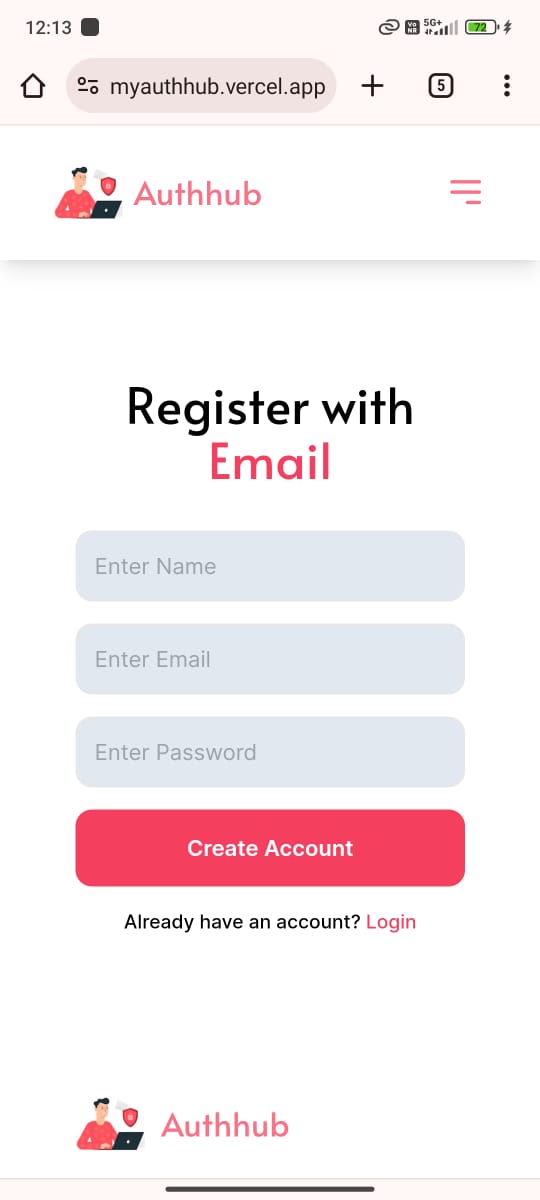 12:13
Vo NR 5G+ 72
myauthhub.vercel.app
5
Authhub
Register with
Email
Enter Name
Enter Email
Enter Password
Create Account
Already have an account? Login
Authhub